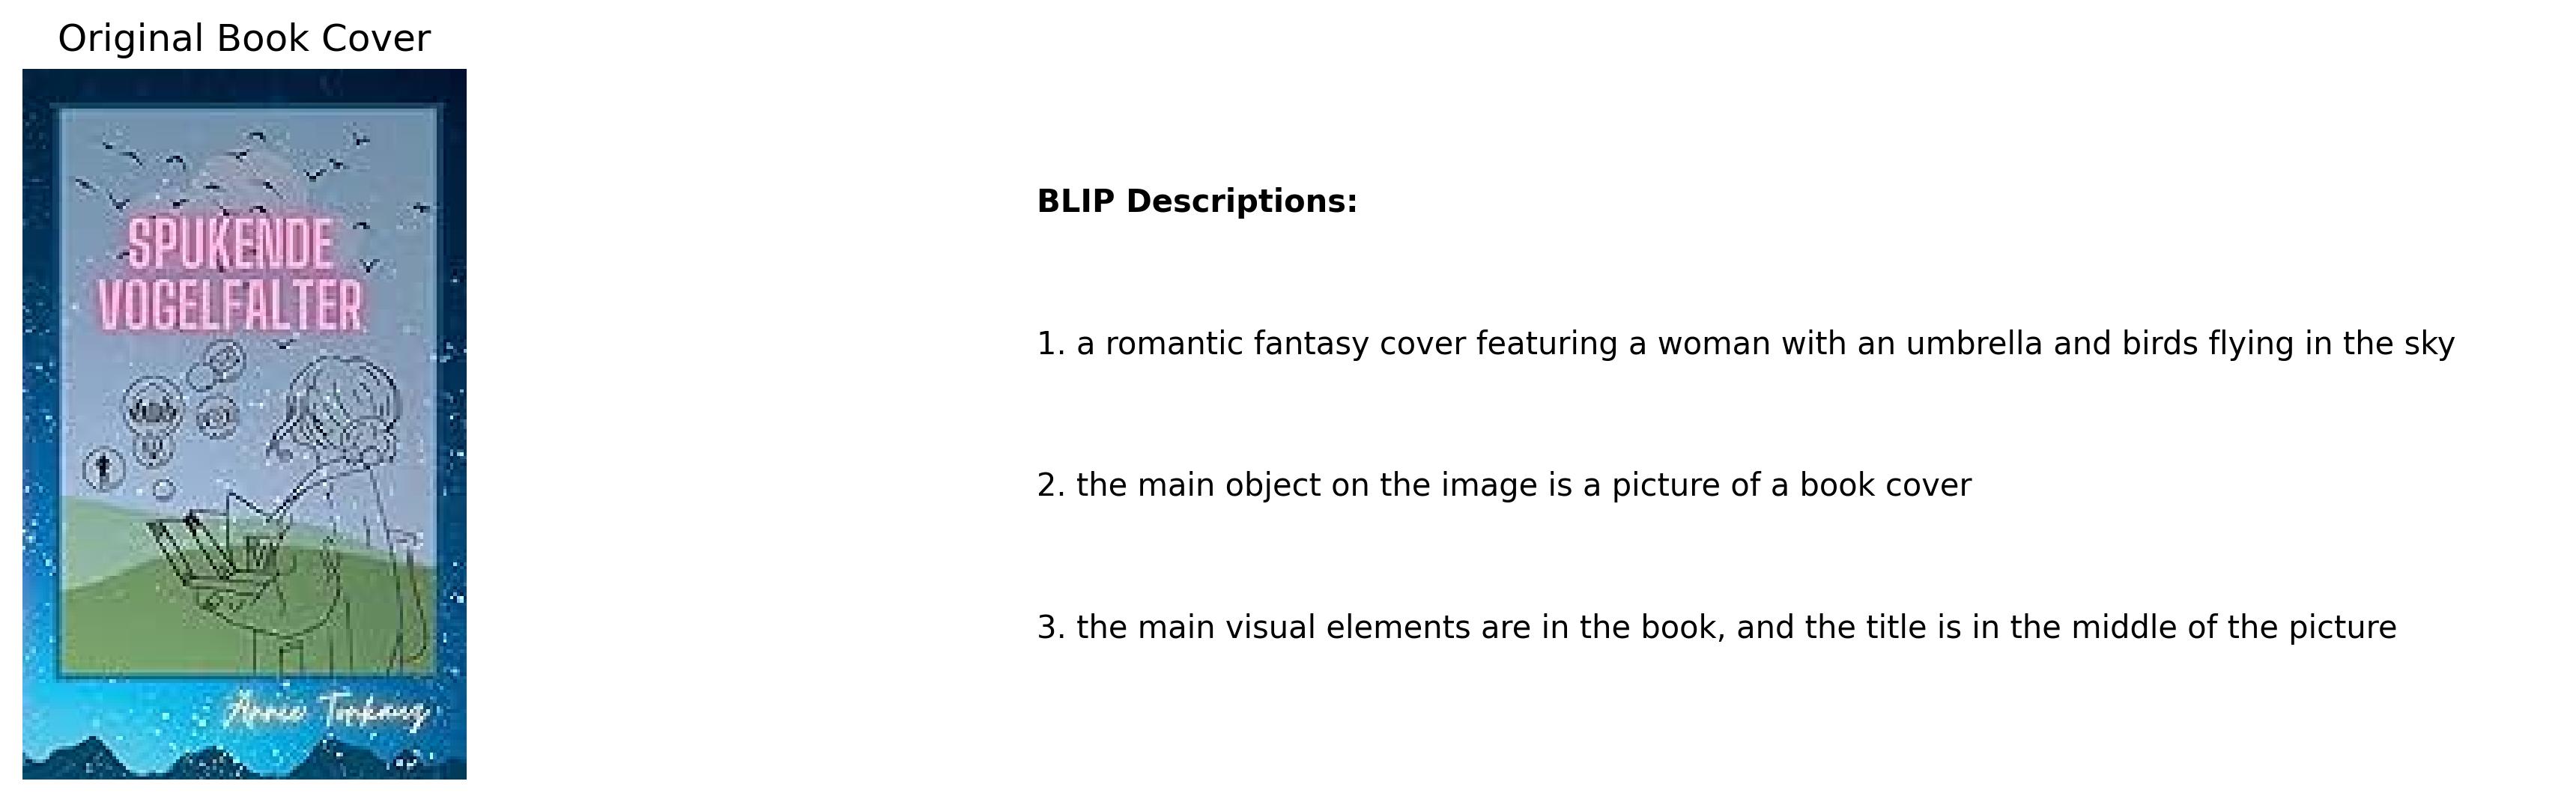 Original Book Cover
SPUKENDE
VOGELFALTER
Annie
BLIP Descriptions:
1. a romantic fantasy cover featuring a woman with an umbrella and birds flying in the sky
2. the main object on the image is a picture of a book cover
3. the main visual elements are in the book, and the title is in the middle of the picture